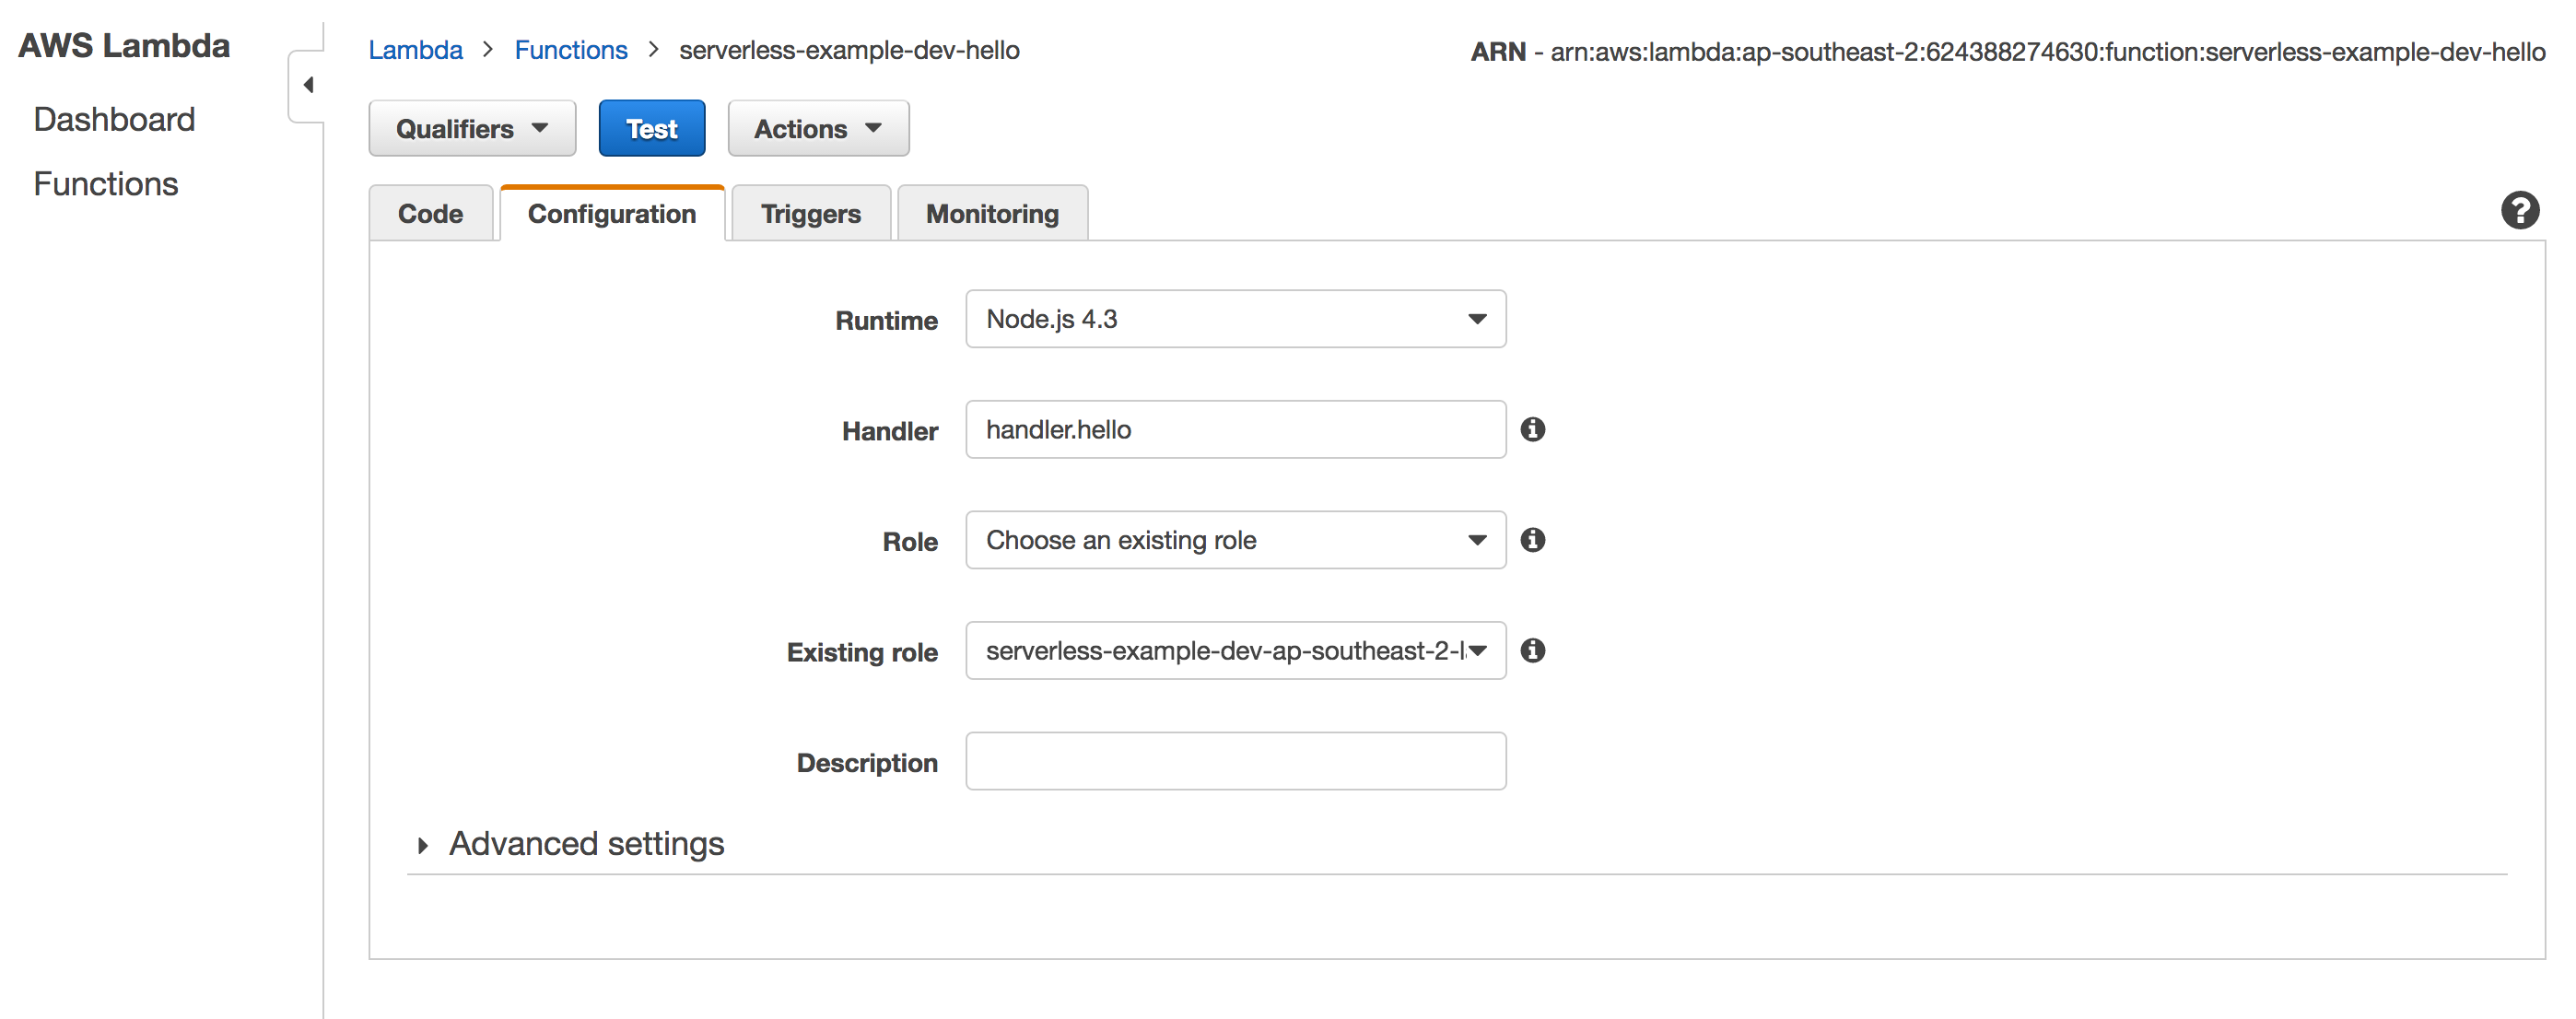 AWS Lambda
Dashboard
Functions
Lambda > Functions > serverless-example-dev-hello
ARN - arn:aws:lambda:ap-southeast-2:624388274630:function:serverless-example-dev-hello
Qualifiers Test Actions
Code Configuration Triggers Monitoring
Runtime Node.js 4.3
Handler handler.hello
Role Choose an existing role
Existing role serverless-example-dev-ap-southeast-2-l
Description
Advanced settings